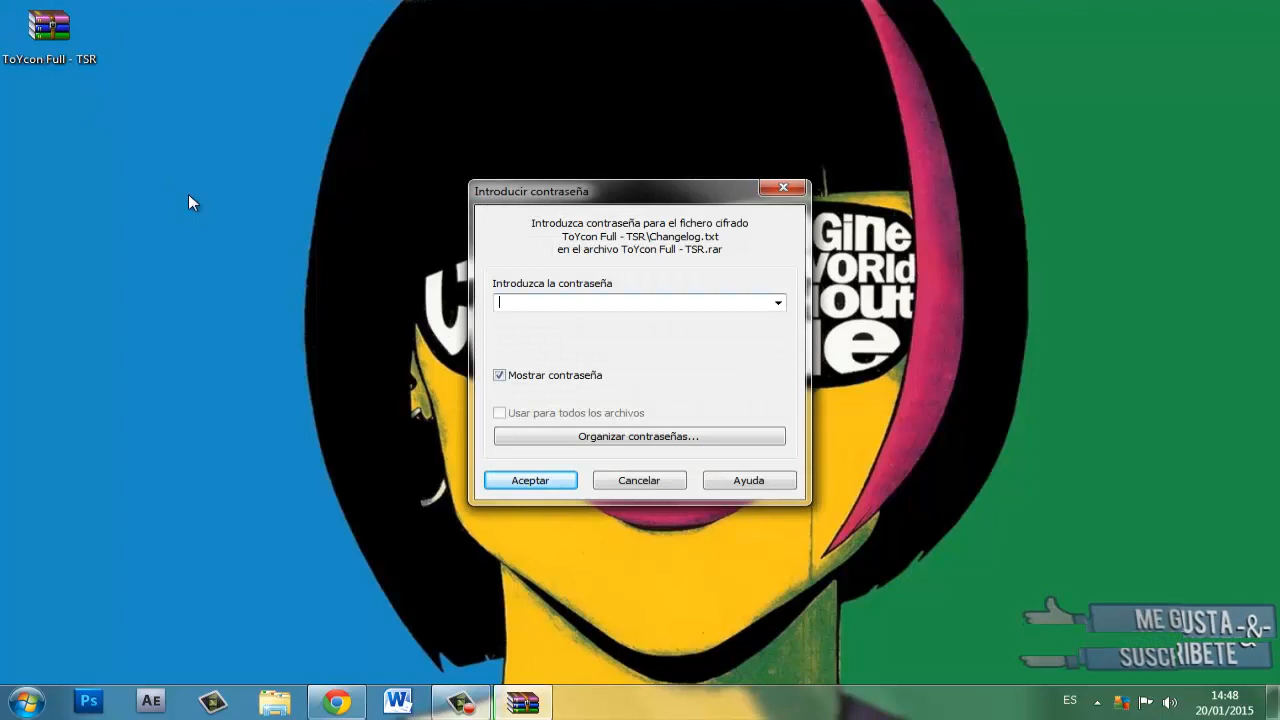 ToYcon Full - TSR
Introducir contraseña
Introduzca contraseña para el fichero cifrado
ToYcon Full - TSR\Changelog.txt
en el archivo ToYcon Full - TSR.rar
Introduzca la contraseña
Mostrar contraseña
Usar para todos los archivos
Organizar contraseñas...
Aceptar
Cancelar
Ayuda
GINE
WORLD
OUT
ME GUSTA -&-
SUSCRIBETE
Ps
AE
W
ES
14:48
20/01/2015